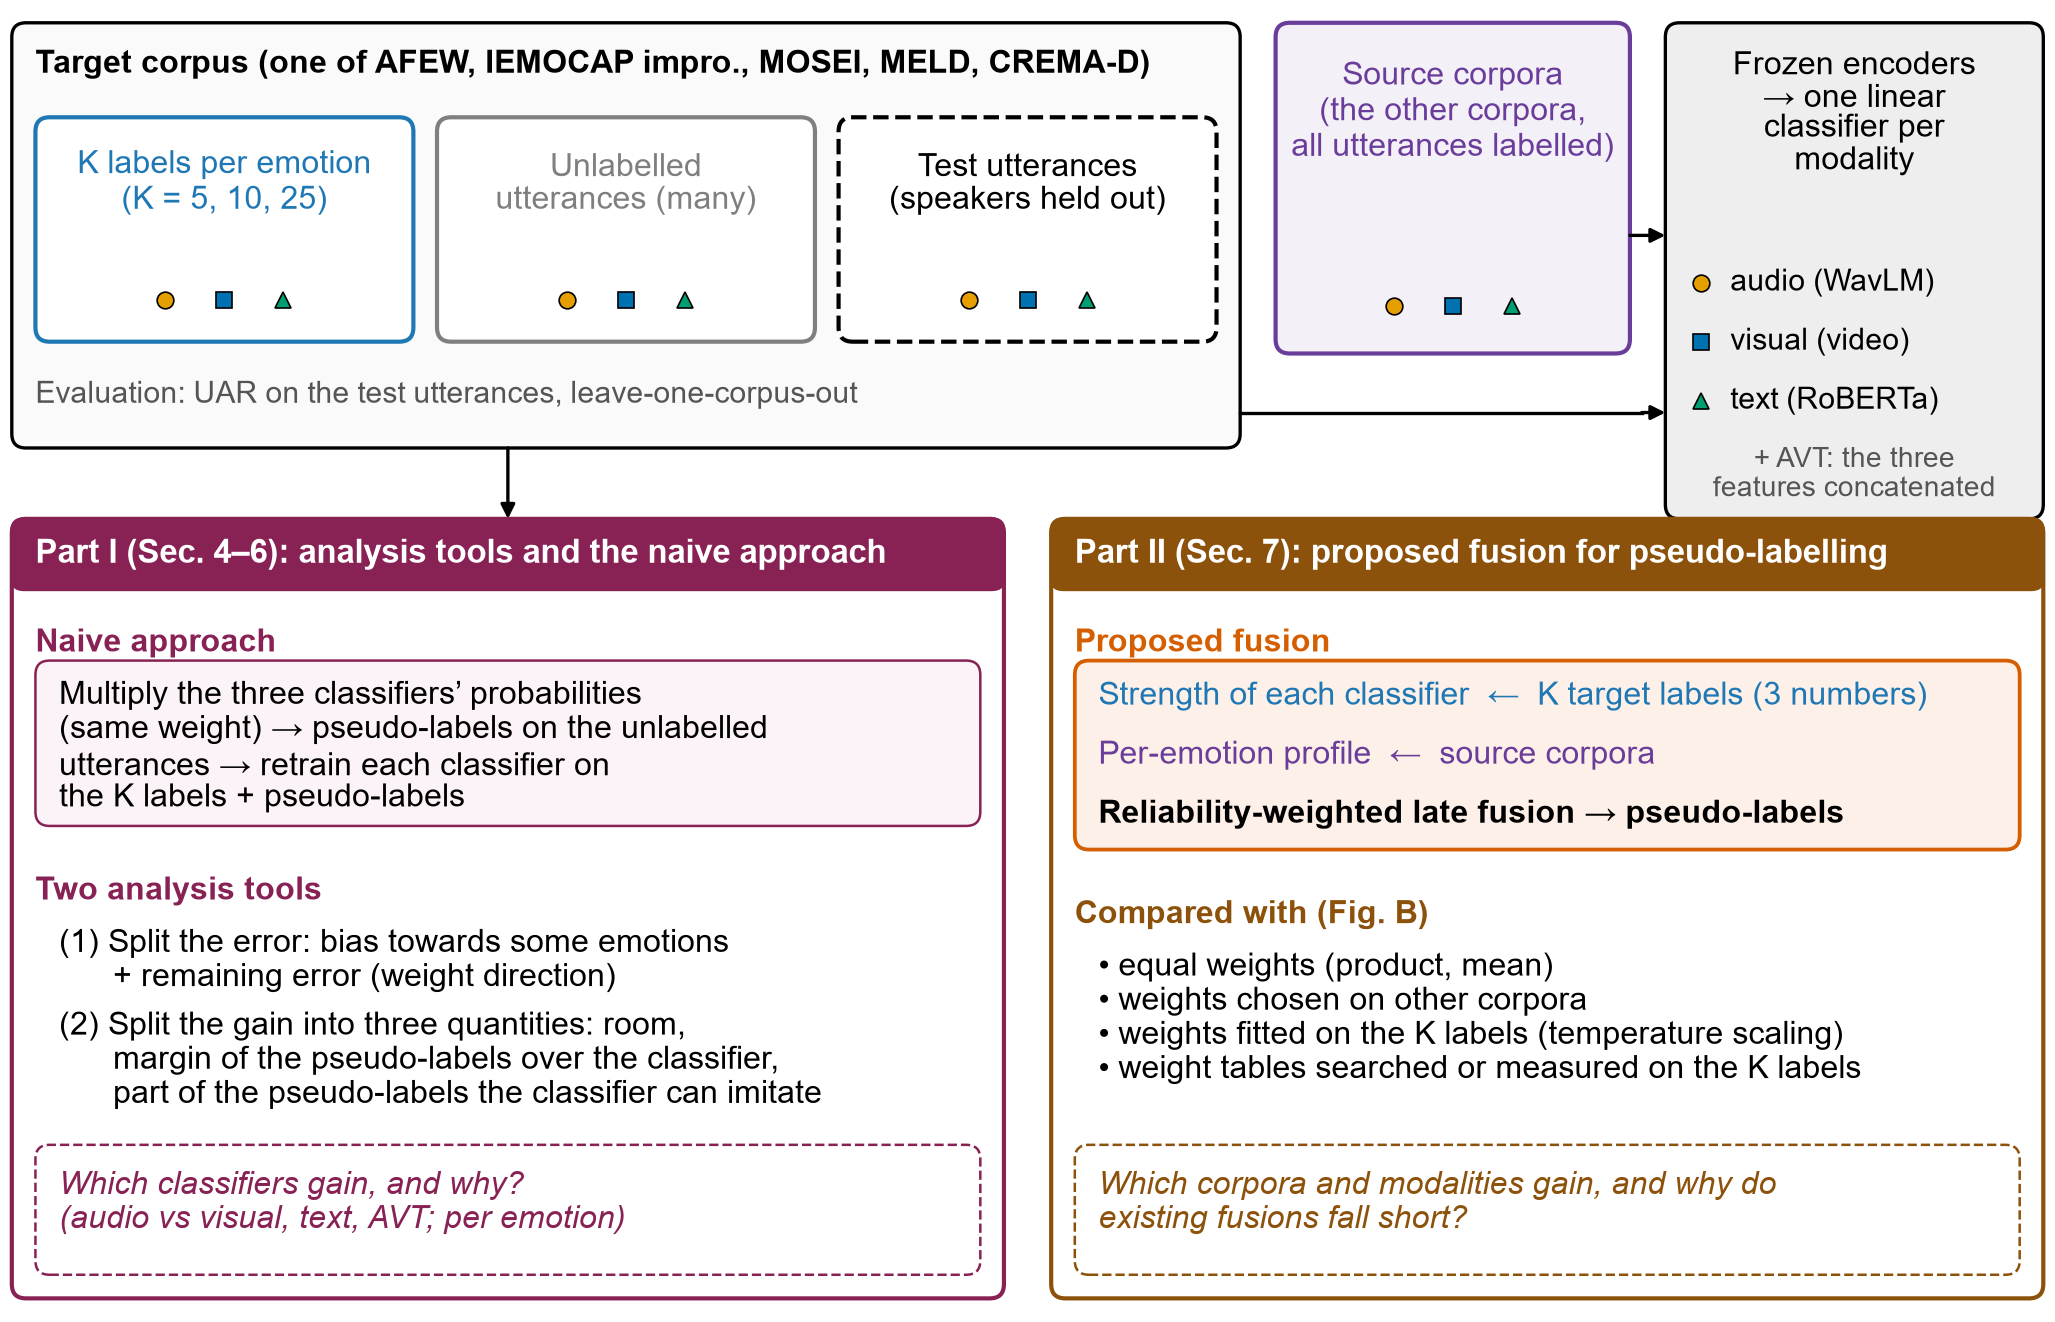 Target corpus (one of AFEW, IEMOCAP impro., MOSEI, MELD, CREMA-D)
K labels per emotion
(K = 5, 10, 25)
Unlabelled
utterances (many)
Test utterances
(speakers held out)
Evaluation: UAR on the test utterances, leave-one-corpus-out
Source corpora
(the other corpora,
all utterances labelled)
Frozen encoders
→ one linear
classifier per
modality
audio (WavLM)
visual (video)
text (RoBERTa)
+ AVT: the three
features concatenated
Part I (Sec. 4–6): analysis tools and the naive approach
Naive approach
Multiply the three classifiers’ probabilities
(same weight) → pseudo-labels on the unlabelled
utterances → retrain each classifier on
the K labels + pseudo-labels
Two analysis tools
(1) Split the error: bias towards some emotions
+ remaining error (weight direction)
(2) Split the gain into three quantities: room,
margin of the pseudo-labels over the classifier,
part of the pseudo-labels the classifier can imitate
Which classifiers gain, and why?
(audio vs visual, text, AVT; per emotion)
Part II (Sec. 7): proposed fusion for pseudo-labelling
Proposed fusion
Strength of each classifier ← K target labels (3 numbers)
Per-emotion profile ← source corpora
Reliability-weighted late fusion → pseudo-labels
Compared with (Fig. B)
• equal weights (product, mean)
• weights chosen on other corpora
• weights fitted on the K labels (temperature scaling)
• weight tables searched or measured on the K labels
Which corpora and modalities gain, and why do
existing fusions fall short?